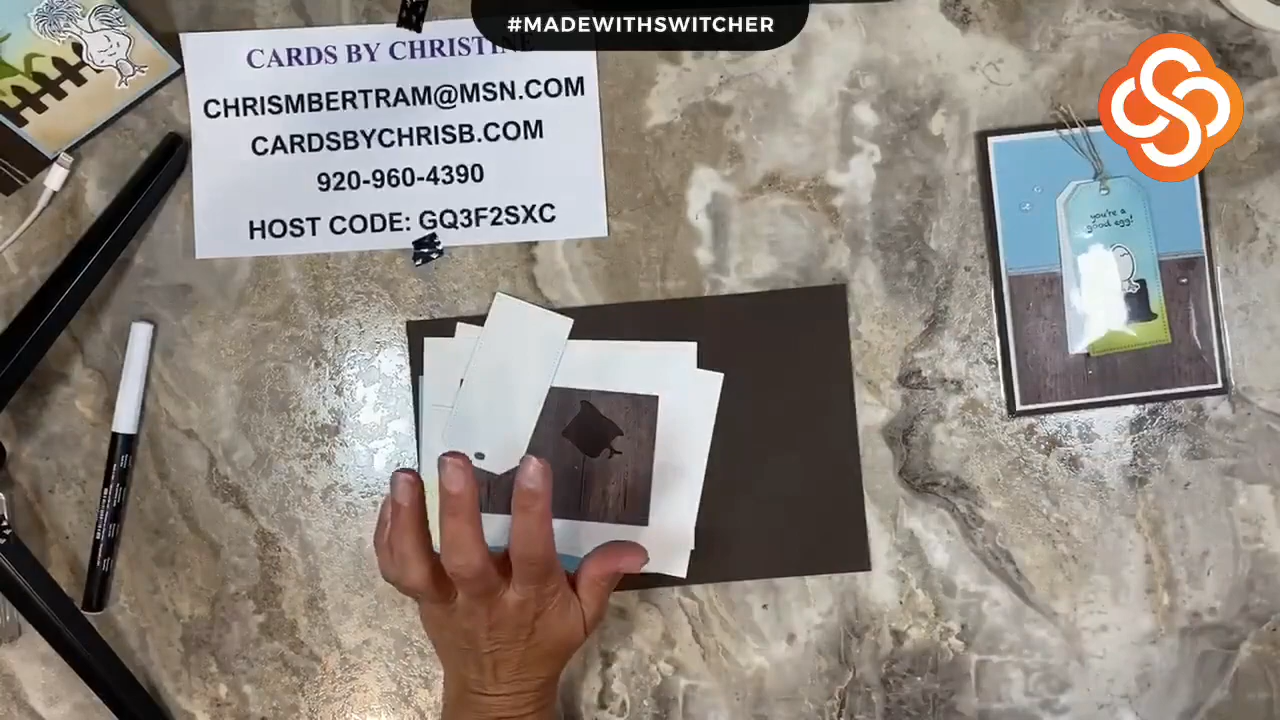 #MADEWITHSWITCHER
CARDS BY CHRISTINE
CHRISMBERTRAM@MSN.COM
CARDSBYCHRISB.COM
920-960-4390
HOST CODE: GQ3F2SXC
you're a
good egg!